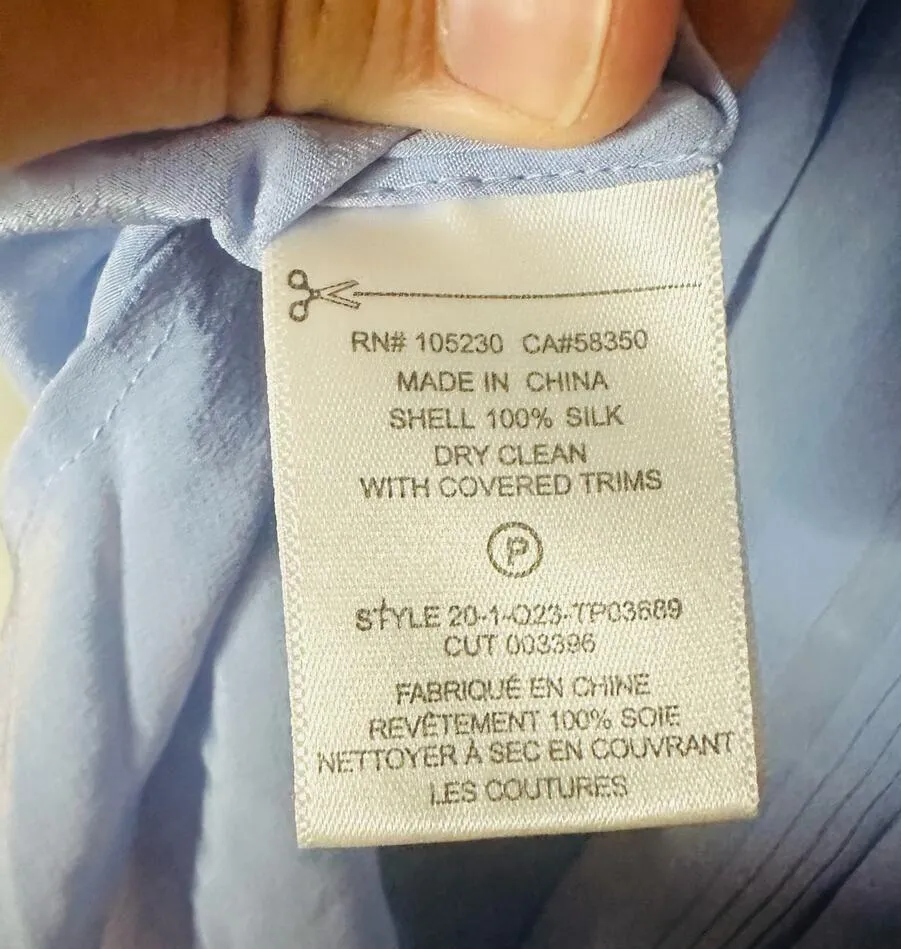 RN# 105230 CA#58350
MADE IN CHINA
SHELL 100% SILK
DRY CLEAN
WITH COVERED TRIMS
P
STYLE 20-1-Q23-TP03689
CUT 003396
FABRIQUÉ EN CHINE
REVÊTEMENT 100% SOIE
NETTOYER À SEC EN COUVRANT
LES COUTURES